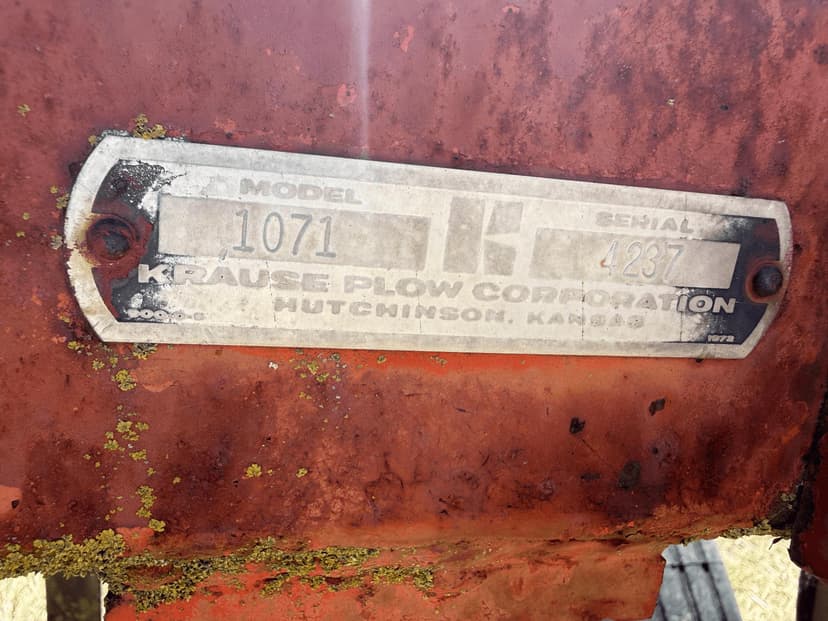 MODEL
SERIAL
1071
K
4237
KRAUSE PLOW CORPORATION
HUTCHINSON, KANSAS
1972